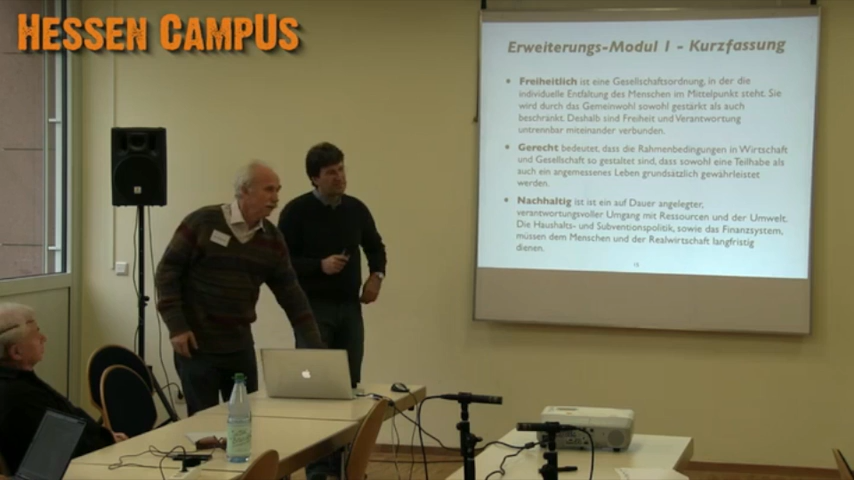 HESSEN CAMPUS
Erweiterungs-Modul 1 - Kurzfassung
• Freiheitlich ist eine Gesellschaftsordnung, in der die
individuelle Entfaltung des Menschen im Mittelpunkt steht. Sie
wird durch das Gemeinwohl sowohl gestärkt als auch
beschränkt. Deshalb sind Freiheit und Verantwortung
untrennbar miteinander verbunden.
• Gerecht bedeutet, dass die Rahmenbedingungen in Wirtschaft
und Gesellschaft so gestaltet sind, dass sowohl eine Teilhabe als
auch ein angemessenes Leben grundsätzlich gewährleistet
werden.
• Nachhaltig ist ist ein auf Dauer angelegter,
verantwortungsvoller Umgang mit Ressourcen und der Umwelt.
Die Haushalts- und Subventionspolitik, sowie das Finanzsystem,
müssen dem Menschen und der Realwirtschaft langfristig
dienen.